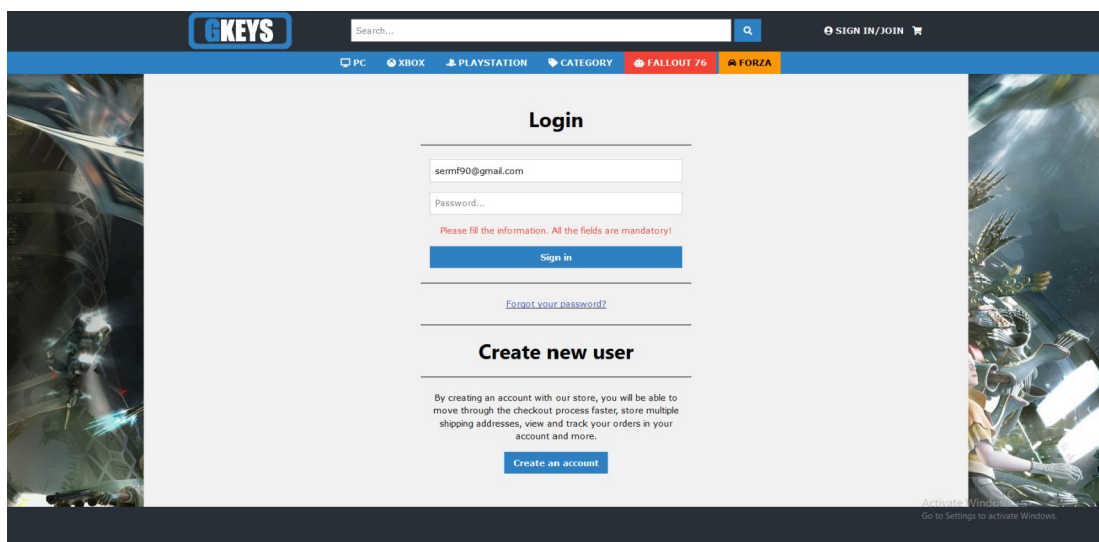 GKEYS
Search...
SIGN IN/JOIN
PC XBOX PLAYSTATION CATEGORY FALLOUT 76 FORZA
Login
sermf90@gmail.com
Password...
Please fill the information. All the fields are mandatory!
Sign in
Forgot your password?
Create new user
By creating an account with our store, you will be able to
move through the checkout process faster, store multiple
shipping addresses, view and track your orders in your
account and more.
Create an account
Activate Windows
Go to Settings to activate Windows.